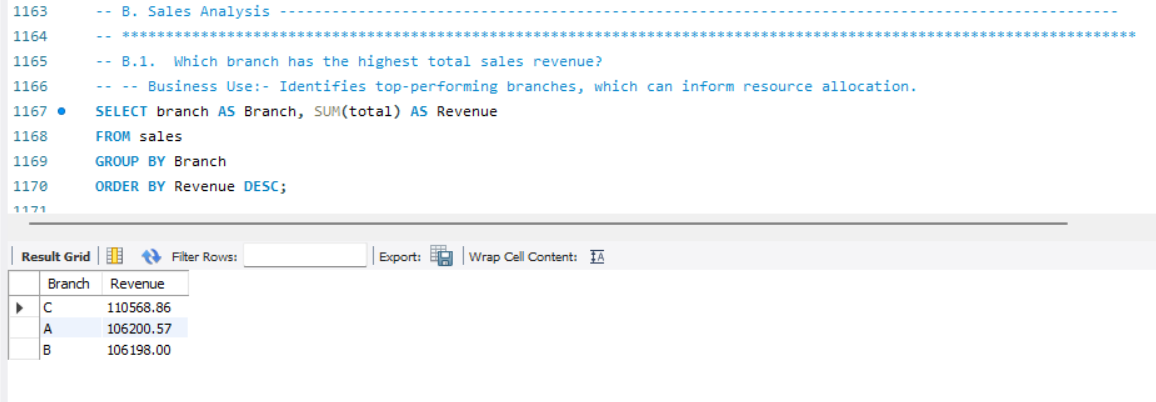 1163 -- B. Sales Analysis ------------------------------------------------------------------------------------------------
1164 -- ********************************************************************************************************************
1165 -- B.1.  Which branch has the highest total sales revenue?
1166 -- -- Business Use:- Identifies top-performing branches, which can inform resource allocation.
1167 SELECT branch AS Branch, SUM(total) AS Revenue
1168 FROM sales
1169 GROUP BY Branch
1170 ORDER BY Revenue DESC;
1171
Result Grid Filter Rows: Export: Wrap Cell Content: IA
Branch Revenue
C 110568.86
A 106200.57
B 106198.00